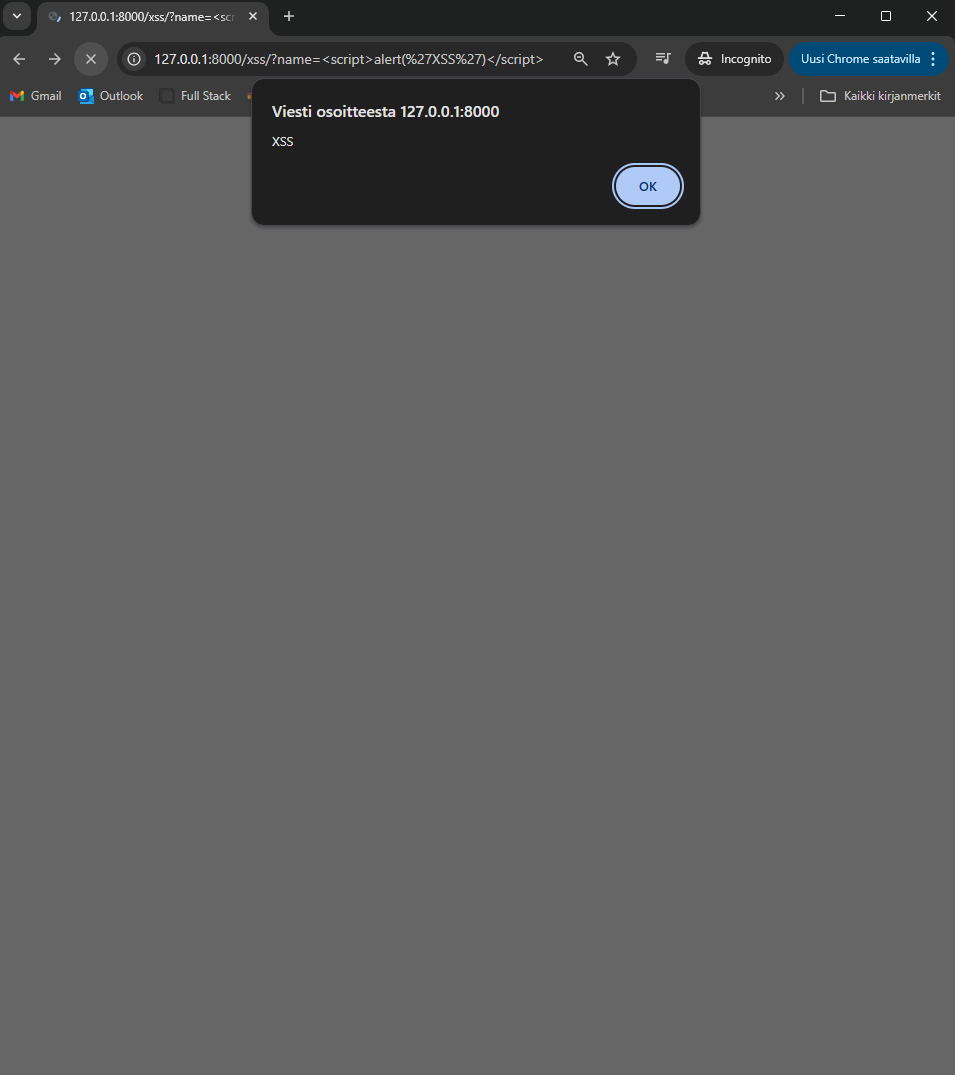 127.0.0.1:8000/xss/?name=<scr
127.0.0.1:8000/xss/?name=<script>alert(%27XSS%27)</script>
Incognito
Uusi Chrome saatavilla
Gmail
Outlook
Full Stack
Kaikki kirjanmerkit
Viesti osoitteesta 127.0.0.1:8000
XSS
OK